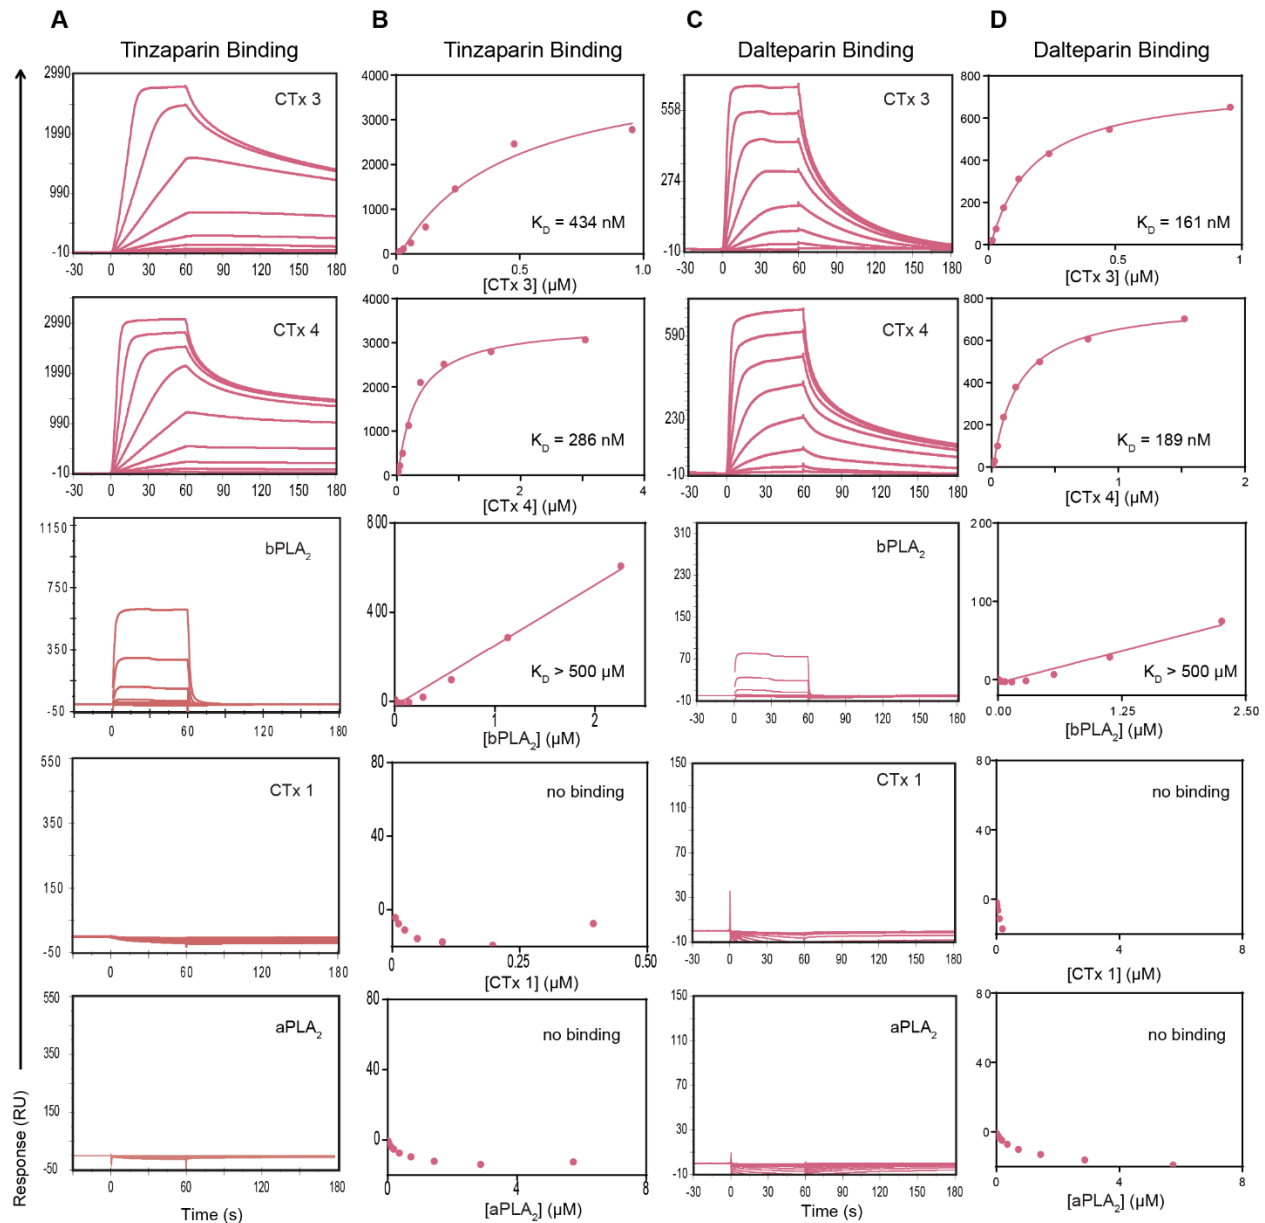 A
B
C
D
Tinzaparin Binding
Tinzaparin Binding
Dalteparin Binding
Dalteparin Binding
2990
1990
990
-10
-30 0 30 60 90 120 150 180
CTx 3
4000
3000
2000
1000
0
0 0.5 1.0
K_D = 434 nM
[CTx 3] (µM)
558
274
-10
-30 0 30 60 90 120 150 180
CTx 3
800
600
400
200
0
0 0.5 1
K_D = 161 nM
[CTx 3] (µM)
2990
1990
990
-10
-30 0 30 60 90 120 150 180
CTx 4
4000
3000
2000
1000
0
0 2 4
K_D = 286 nM
[CTx 4] (µM)
590
230
-10
-30 0 30 60 90 120 150 180
CTx 4
800
600
400
200
0
0 1 2
K_D = 189 nM
[CTx 4] (µM)
1150
750
350
-50
0 60 120 180
bPLA₂
800
400
0
0 1 2
K_D > 500 µM
[bPLA₂] (µM)
310
230
150
70
-10
-30 0 30 60 90 120 150 180
bPLA₂
200
100
0
0.00 1.25 2.50
K_D > 500 µM
[bPLA₂] (µM)
550
350
150
-50
0 60 120 180
CTx 1
80
40
0
0 0.25 0.50
no binding
[CTx 1] (µM)
150
110
70
30
-10
-30 0 30 60 90 120 150 180
CTx 1
80
40
0
0 4 8
no binding
[CTx 1] (µM)
550
350
150
-50
0 60 120 180
aPLA₂
80
40
0
0 4 8
no binding
[aPLA₂] (µM)
150
110
70
30
-10
-30 0 30 60 90 120 150 180
aPLA₂
80
40
0
0 4 8
no binding
[aPLA₂] (µM)
Response (RU)
Time (s)
Time (s)